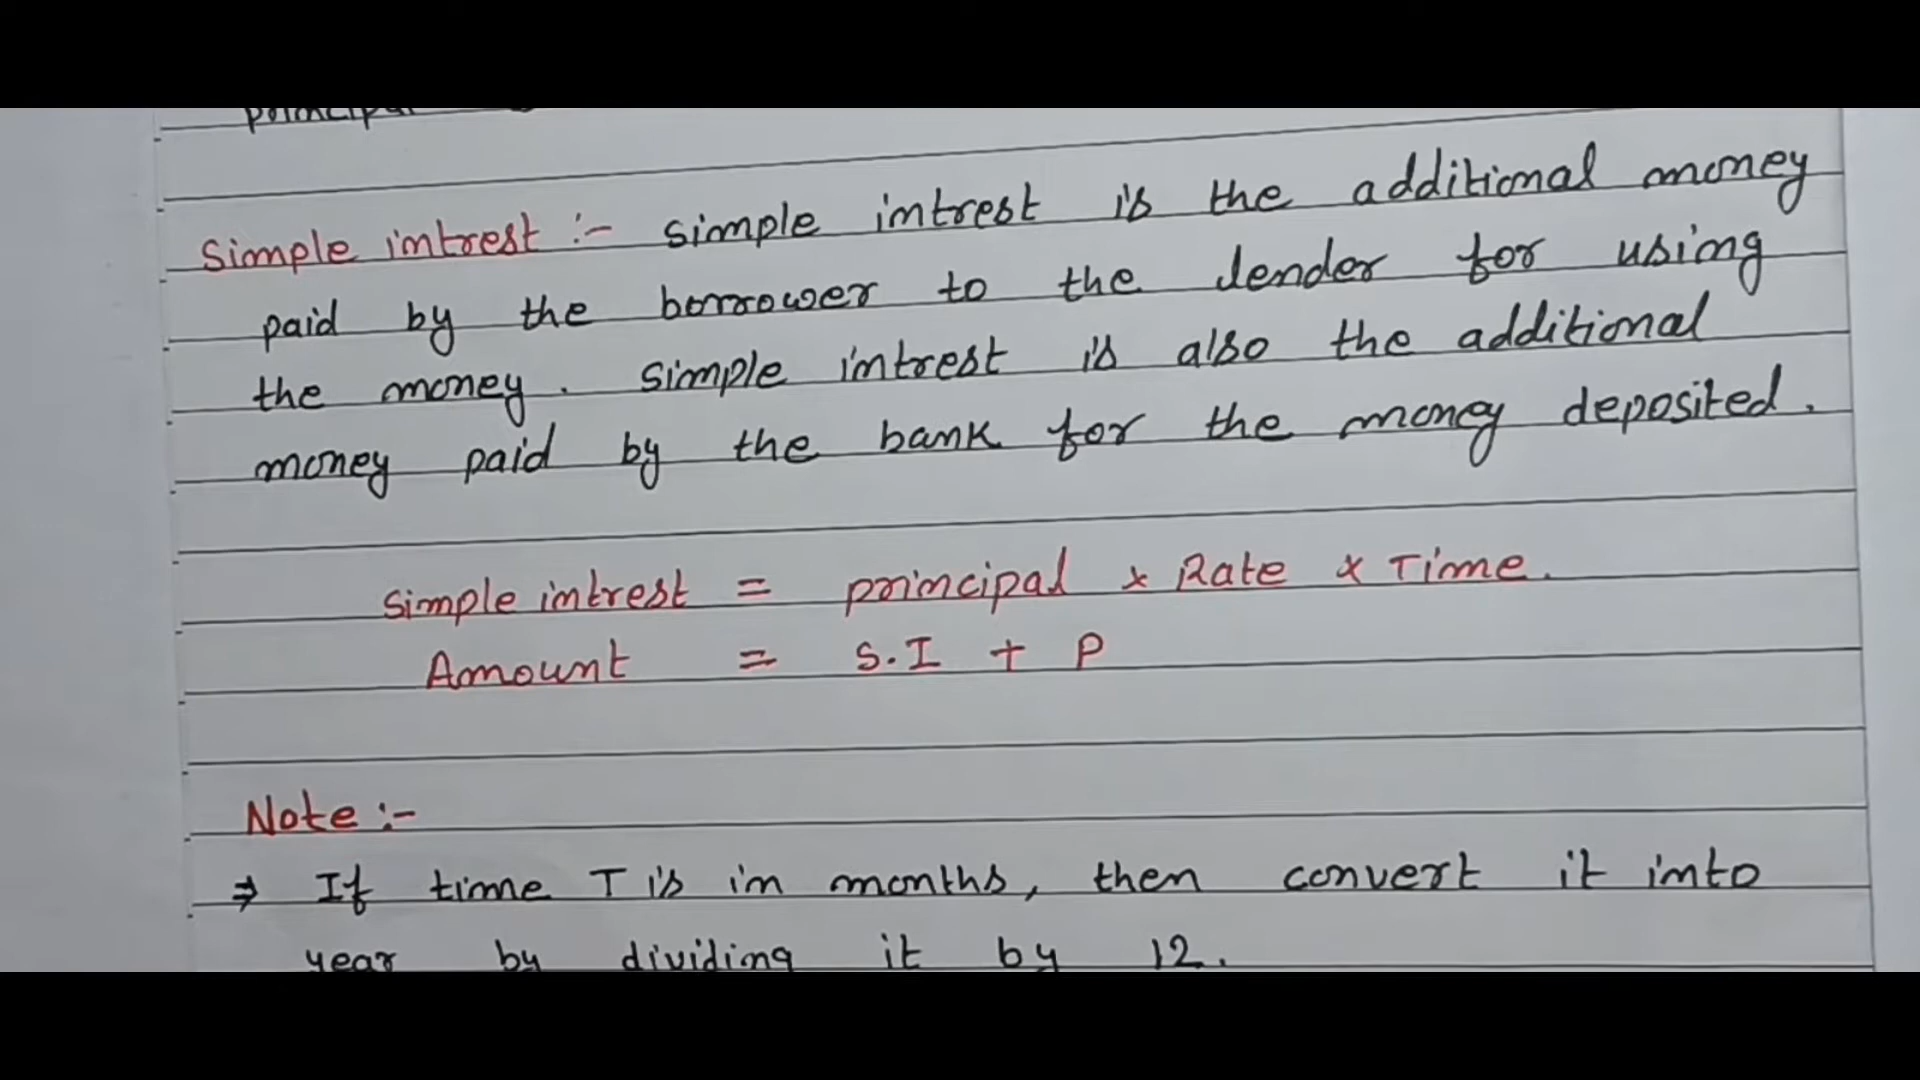 principal
Simple intrest :- simple intrest is the additional money
paid by the borrower to the lender for using
the money. Simple intrest is also the additional
money paid by the bank for the money deposited.
Simple intrest = principal × Rate × Time.
Amount = S.I + P
Note :-
⇒ If time T is in months, then convert it into
year by dividing it by 12.